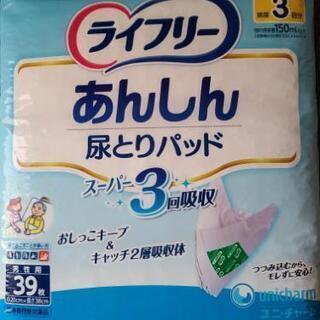 ライフリー
3回分
150ml
あんしん
尿とりパッド
スーパー3回吸収
おしっこキープ
&
キャッチ2層吸収体
男性用
39枚
つつみ込むから、
モレずに安心!
unicharm
ユニ・チャーム